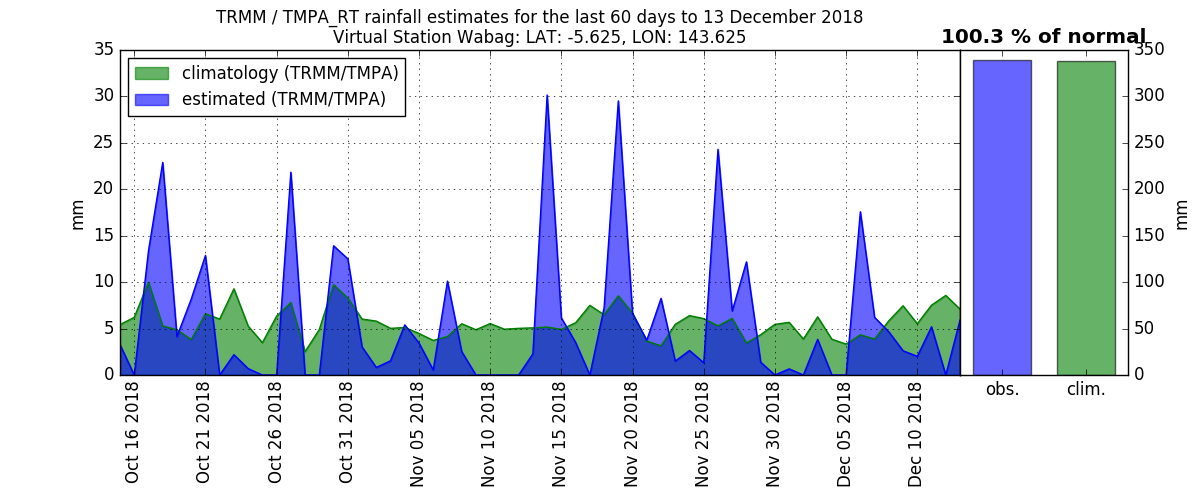 TRMM / TMPA_RT rainfall estimates for the last 60 days to 13 December 2018
Virtual Station Wabag: LAT: -5.625, LON: 143.625
100.3 % of normal
climatology (TRMM/TMPA)
estimated (TRMM/TMPA)
35
30
25
20
15
10
5
0
mm
350
300
250
200
150
100
50
0
mm
Oct 16 2018
Oct 21 2018
Oct 26 2018
Oct 31 2018
Nov 05 2018
Nov 10 2018
Nov 15 2018
Nov 20 2018
Nov 25 2018
Nov 30 2018
Dec 05 2018
Dec 10 2018
obs.
clim.